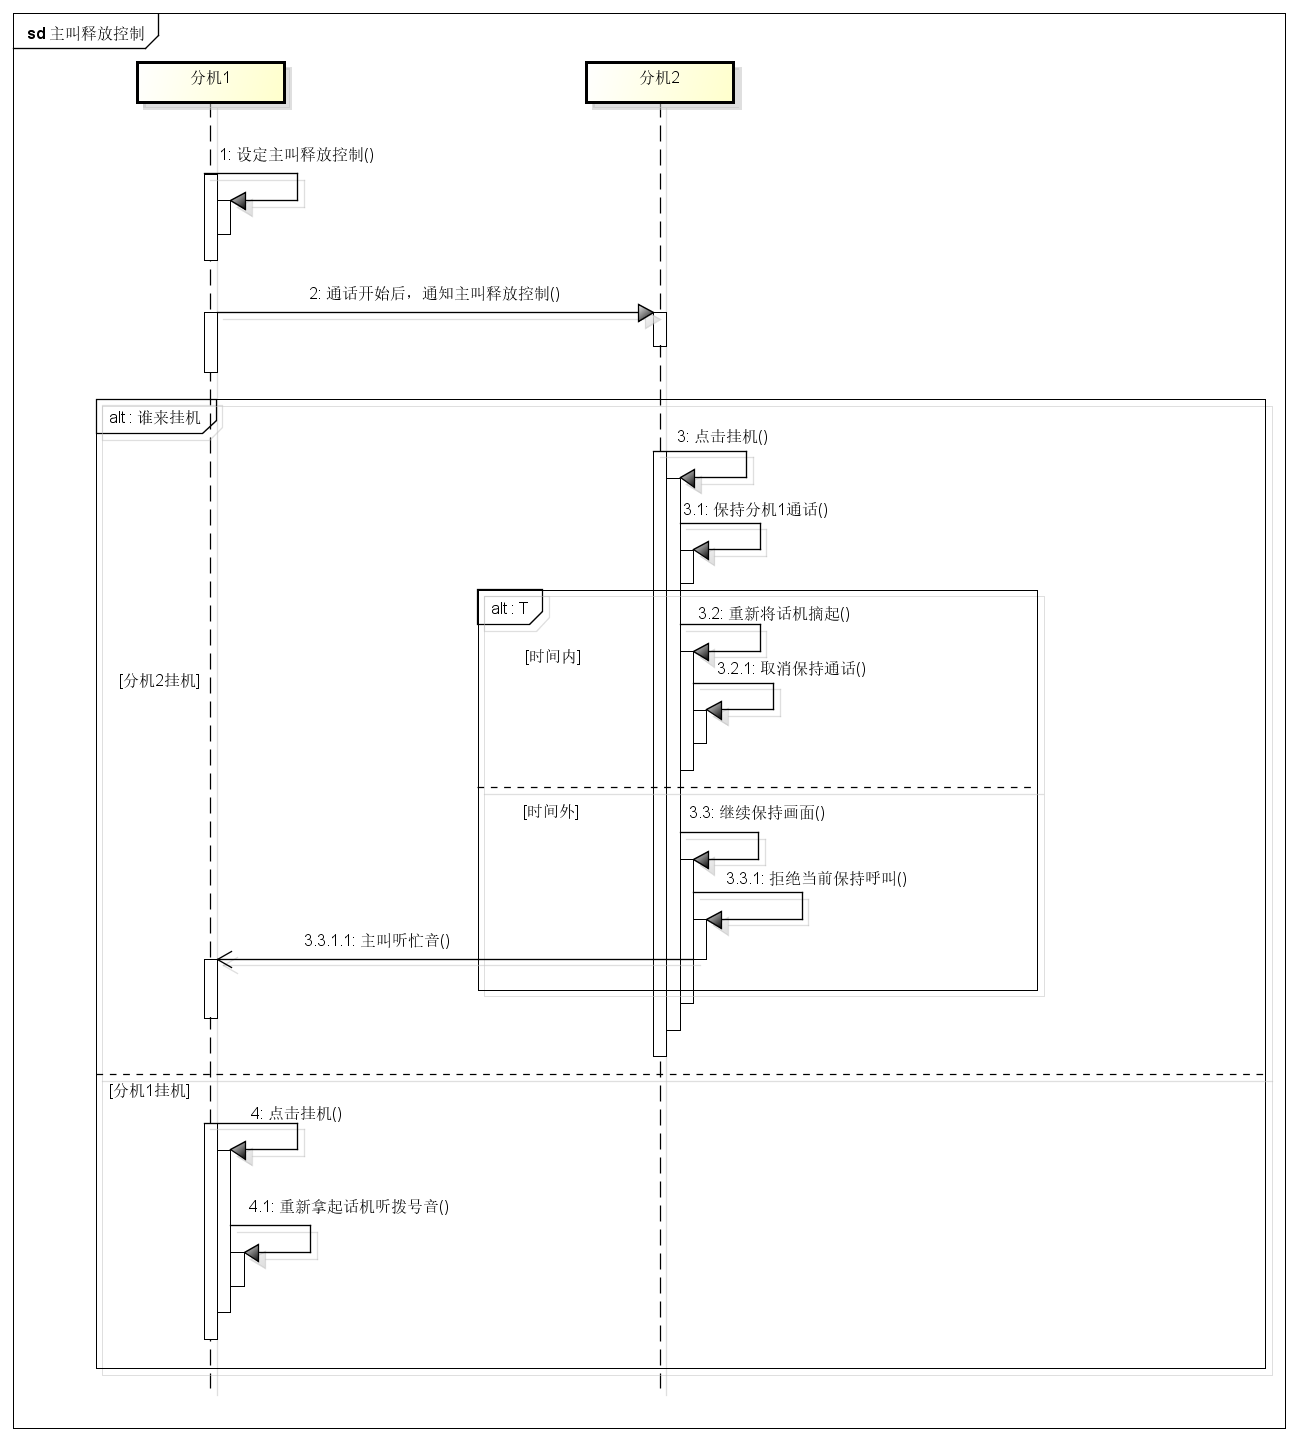 sd 主叫释放控制
分机1
分机2
1: 设定主叫释放控制()
2: 通话开始后，通知主叫释放控制()
alt : 谁来挂机
3: 点击挂机()
3.1: 保持分机1通话()
alt : T
3.2: 重新将话机摘起()
[时间内]
3.2.1: 取消保持通话()
[分机2挂机]
[时间外]
3.3: 继续保持画面()
3.3.1: 拒绝当前保持呼叫()
3.3.1.1: 主叫听忙音()
[分机1挂机]
4: 点击挂机()
4.1: 重新拿起话机听拨号音()